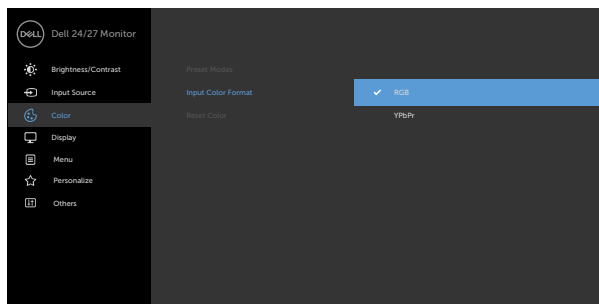 DELL Dell 24/27 Monitor
Brightness/Contrast Preset Modes
Input Source Input Color Format ✓ RGB
Color Reset Color YPbPr
Display
Menu
Personalize
Others